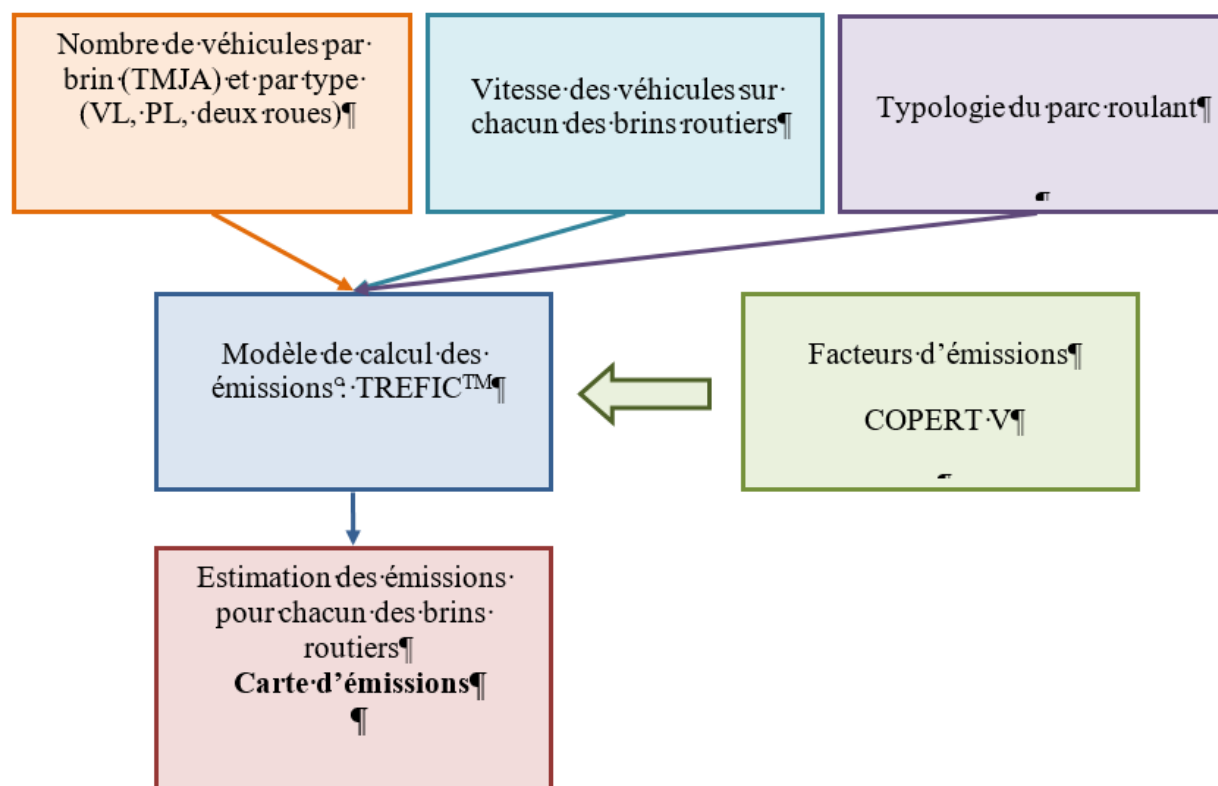 Nombre·de·véhicules·par·
brin·(TMJA)·et·par·type·
(VL,·PL,·deux·roues)¶
Vitesse·des·véhicules·sur·
chacun·des·brins·routiers¶
Typologie·du·parc·roulant¶
¶
Modèle·de·calcul·des·
émissions°:·TREFIC™¶
Facteurs·d’émissions¶
COPERT·V¶
¶
Estimation·des·émissions·
pour·chacun·des·brins·
routiers¶
Carte·d’émissions¶
¶